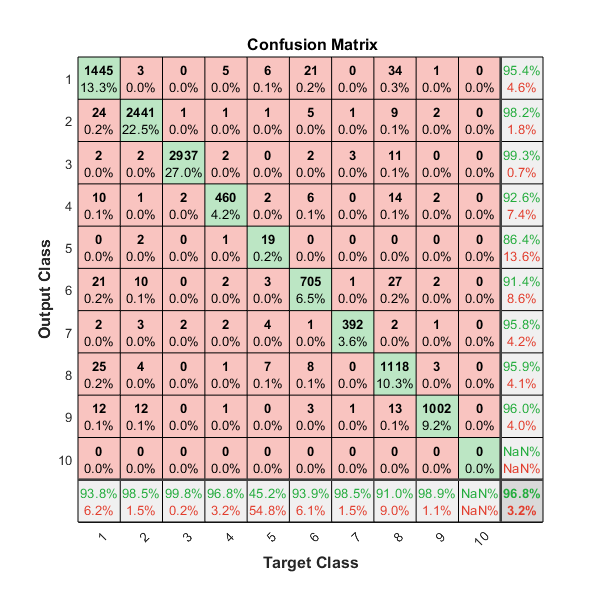 Confusion Matrix
1 1445 3 0 5 6 21 0 34 1 0 95.4%
13.3% 0.0% 0.0% 0.0% 0.1% 0.2% 0.0% 0.3% 0.0% 0.0% 4.6%
2 24 2441 1 1 1 5 1 9 2 0 98.2%
0.2% 22.5% 0.0% 0.0% 0.0% 0.0% 0.0% 0.1% 0.0% 0.0% 1.8%
3 2 2 2937 2 0 2 3 11 0 0 99.3%
0.0% 0.0% 27.0% 0.0% 0.0% 0.0% 0.0% 0.1% 0.0% 0.0% 0.7%
4 10 1 2 460 2 6 0 14 2 0 92.6%
0.1% 0.0% 0.0% 4.2% 0.0% 0.1% 0.0% 0.1% 0.0% 0.0% 7.4%
5 0 2 0 1 19 0 0 0 0 0 86.4%
0.0% 0.0% 0.0% 0.0% 0.2% 0.0% 0.0% 0.0% 0.0% 0.0% 13.6%
6 21 10 0 2 3 705 1 27 2 0 91.4%
0.2% 0.1% 0.0% 0.0% 0.0% 6.5% 0.0% 0.2% 0.0% 0.0% 8.6%
7 2 3 2 2 4 1 392 2 1 0 95.8%
0.0% 0.0% 0.0% 0.0% 0.0% 0.0% 3.6% 0.0% 0.0% 0.0% 4.2%
8 25 4 0 1 7 8 0 1118 3 0 95.9%
0.2% 0.0% 0.0% 0.0% 0.1% 0.1% 0.0% 10.3% 0.0% 0.0% 4.1%
9 12 12 0 1 0 3 1 13 1002 0 96.0%
0.1% 0.1% 0.0% 0.0% 0.0% 0.0% 0.0% 0.1% 9.2% 0.0% 4.0%
10 0 0 0 0 0 0 0 0 0 0 NaN%
0.0% 0.0% 0.0% 0.0% 0.0% 0.0% 0.0% 0.0% 0.0% 0.0% NaN%
93.8% 98.5% 99.8% 96.8% 45.2% 93.9% 98.5% 91.0% 98.9% NaN% 96.8%
6.2% 1.5% 0.2% 3.2% 54.8% 6.1% 1.5% 9.0% 1.1% NaN% 3.2%
1 2 3 4 5 6 7 8 9 10
Target Class
Output Class